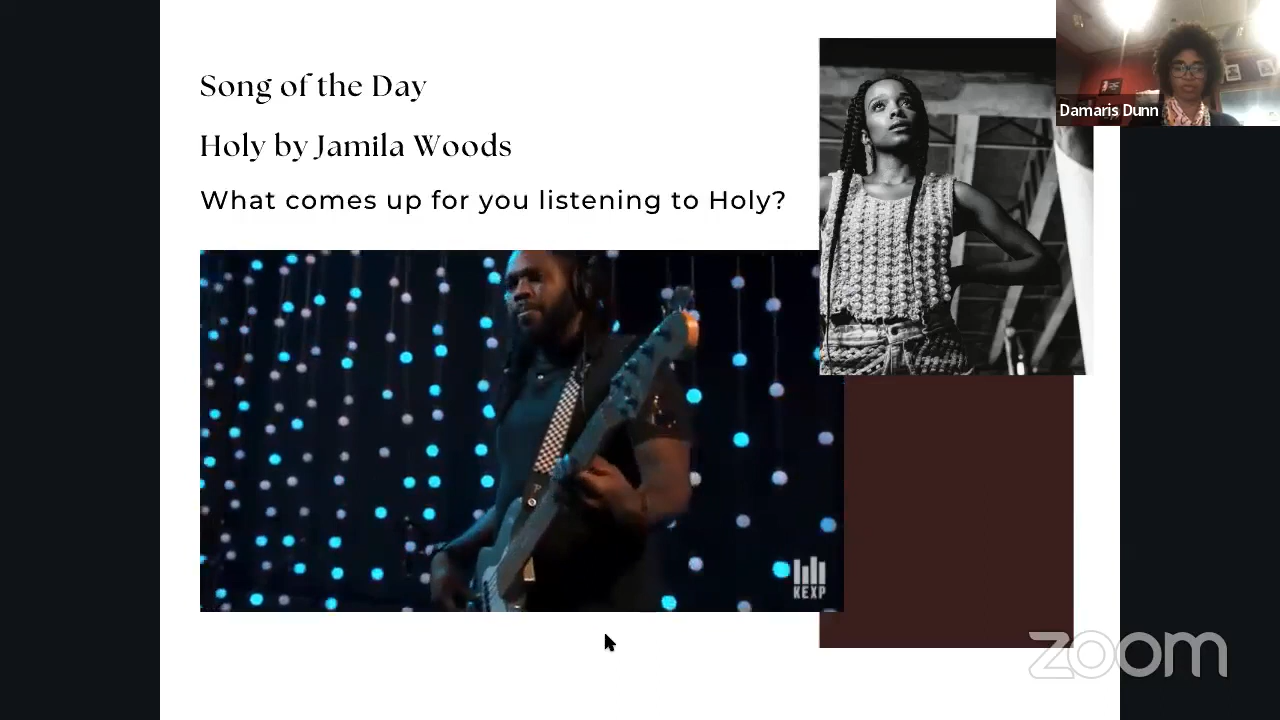 Song of the Day
Holy by Jamila Woods
What comes up for you listening to Holy?
Damaris Dunn
KEXP
zoom